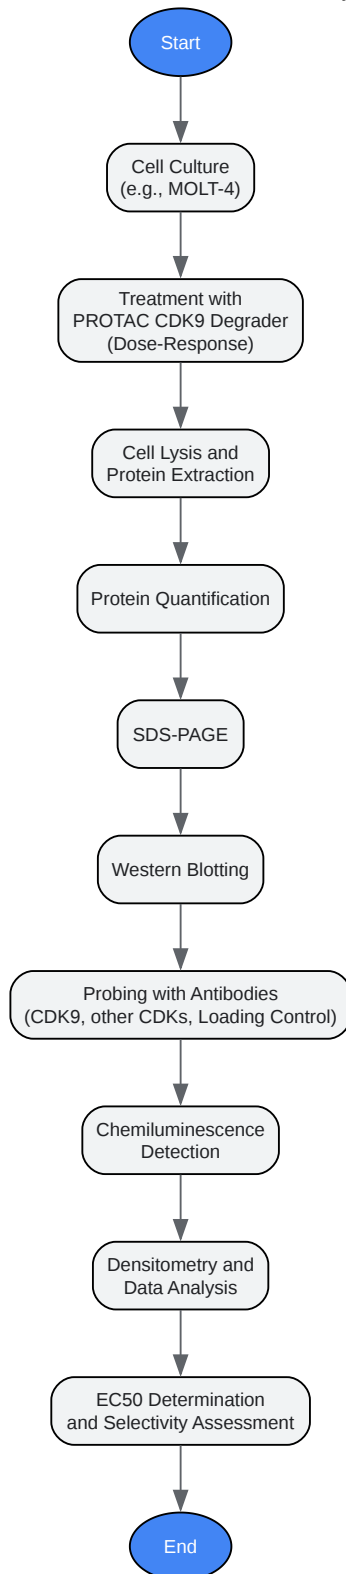 Start
Cell Culture
(e.g., MOLT-4)
Treatment with
PROTAC CDK9 Degrader
(Dose-Response)
Cell Lysis and
Protein Extraction
Protein Quantification
SDS-PAGE
Western Blotting
Probing with Antibodies
(CDK9, other CDKs, Loading Control)
Chemiluminescence
Detection
Densitometry and
Data Analysis
EC50 Determination
and Selectivity Assessment
End